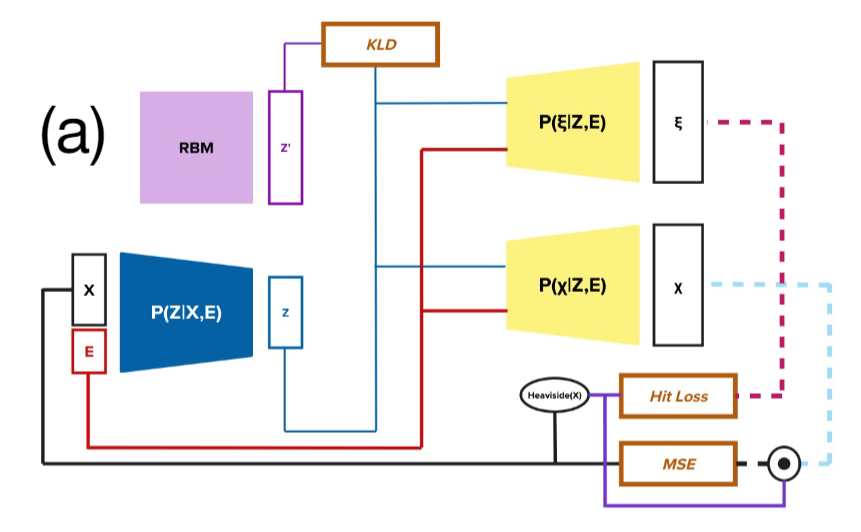 KLD
(a)
RBM
Z'
P(ξ|Z,E)
ξ
X
E
P(Z|X,E)
Z
P(χ|Z,E)
χ
Heaviside(X)
Hit Loss
MSE